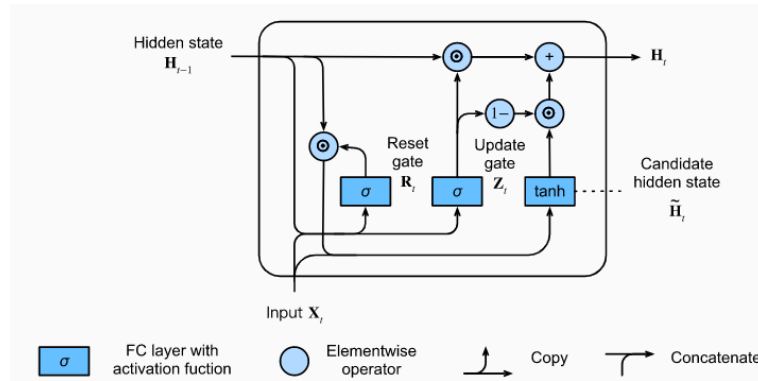 Hidden state
H_{t−1}
H_t
+
⊙
1−
⊙
⊙
Reset
gate
R_t
Update
gate
Z_t
Candidate
hidden state
H̃_t
σ
σ
tanh
Input X_t
σ
FC layer with
activation fuction
Elementwise
operator
Copy
Concatenate